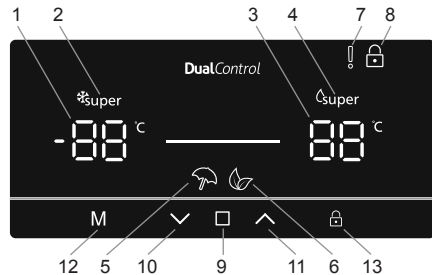 1 2 3 4 7 8
DualControl
super super
-88 °C 88 °C
M
12 5 10 9 11 6 13